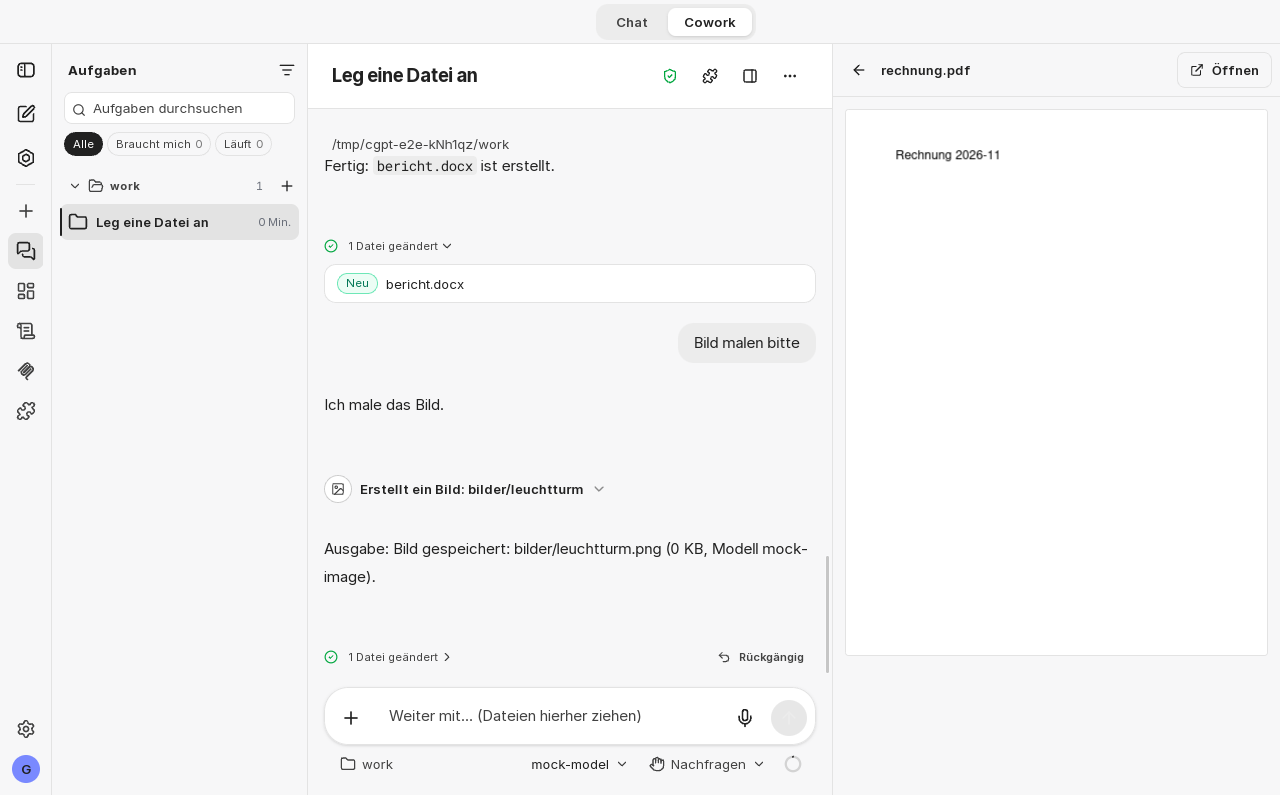 Chat
Cowork
Aufgaben
Aufgaben durchsuchen
Alle
Braucht mich 0
Läuft 0
work 1
Leg eine Datei an 0 Min.
G
Leg eine Datei an
/tmp/cgpt-e2e-kNh1qz/work
Fertig: bericht.docx ist erstellt.
1 Datei geändert
Neu bericht.docx
Bild malen bitte
Ich male das Bild.
Erstellt ein Bild: bilder/leuchtturm
Ausgabe: Bild gespeichert: bilder/leuchtturm.png (0 KB, Modell mock-
image).
1 Datei geändert
Rückgängig
Weiter mit... (Dateien hierher ziehen)
work
mock-model
Nachfragen
rechnung.pdf
Öffnen
Rechnung 2026-11